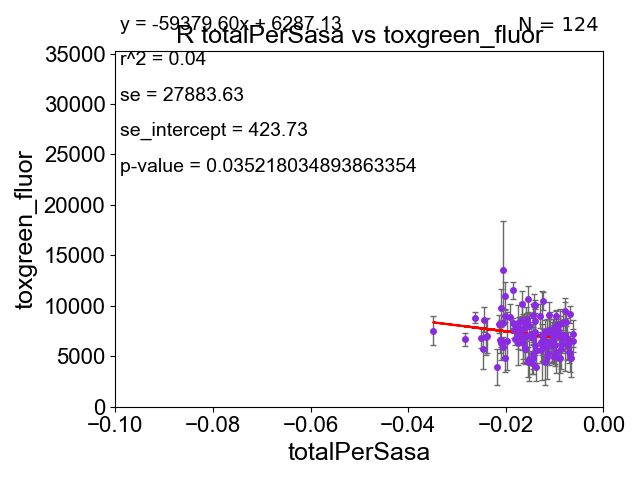 y = -59379.60x + 6287.13
N = 124
R totalPerSasa vs toxgreen_fluor
r^2 = 0.04
se = 27883.63
se_intercept = 423.73
p-value = 0.035218034893863354
35000
30000
25000
20000
15000
10000
5000
0
toxgreen_fluor
−0.10
−0.08
−0.06
−0.04
−0.02
0.00
totalPerSasa